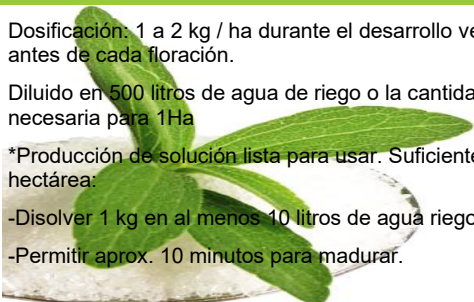 Dosificación: 1 a 2 kg / ha durante el desarrollo ve
antes de cada floración.
Diluido en 500 litros de agua de riego o la cantida
necesaria para 1Ha
*Producción de solución lista para usar. Suficiente
hectárea:
-Disolver 1 kg en al menos 10 litros de agua riego
-Permitir aprox. 10 minutos para madurar.